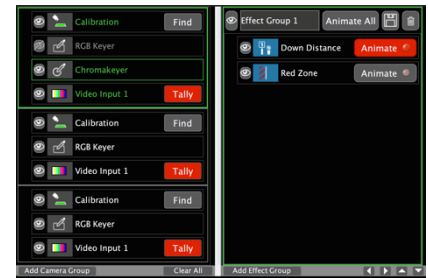 Calibration Find
RGB Keyer
Chromakeyer
Video Input 1 Tally
Calibration Find
RGB Keyer
Video Input 1 Tally
Calibration Find
RGB Keyer
Video Input 1 Tally
Add Camera Group Clear All
Effect Group 1 Animate All
Down Distance Animate
Red Zone Animate
Add Effect Group